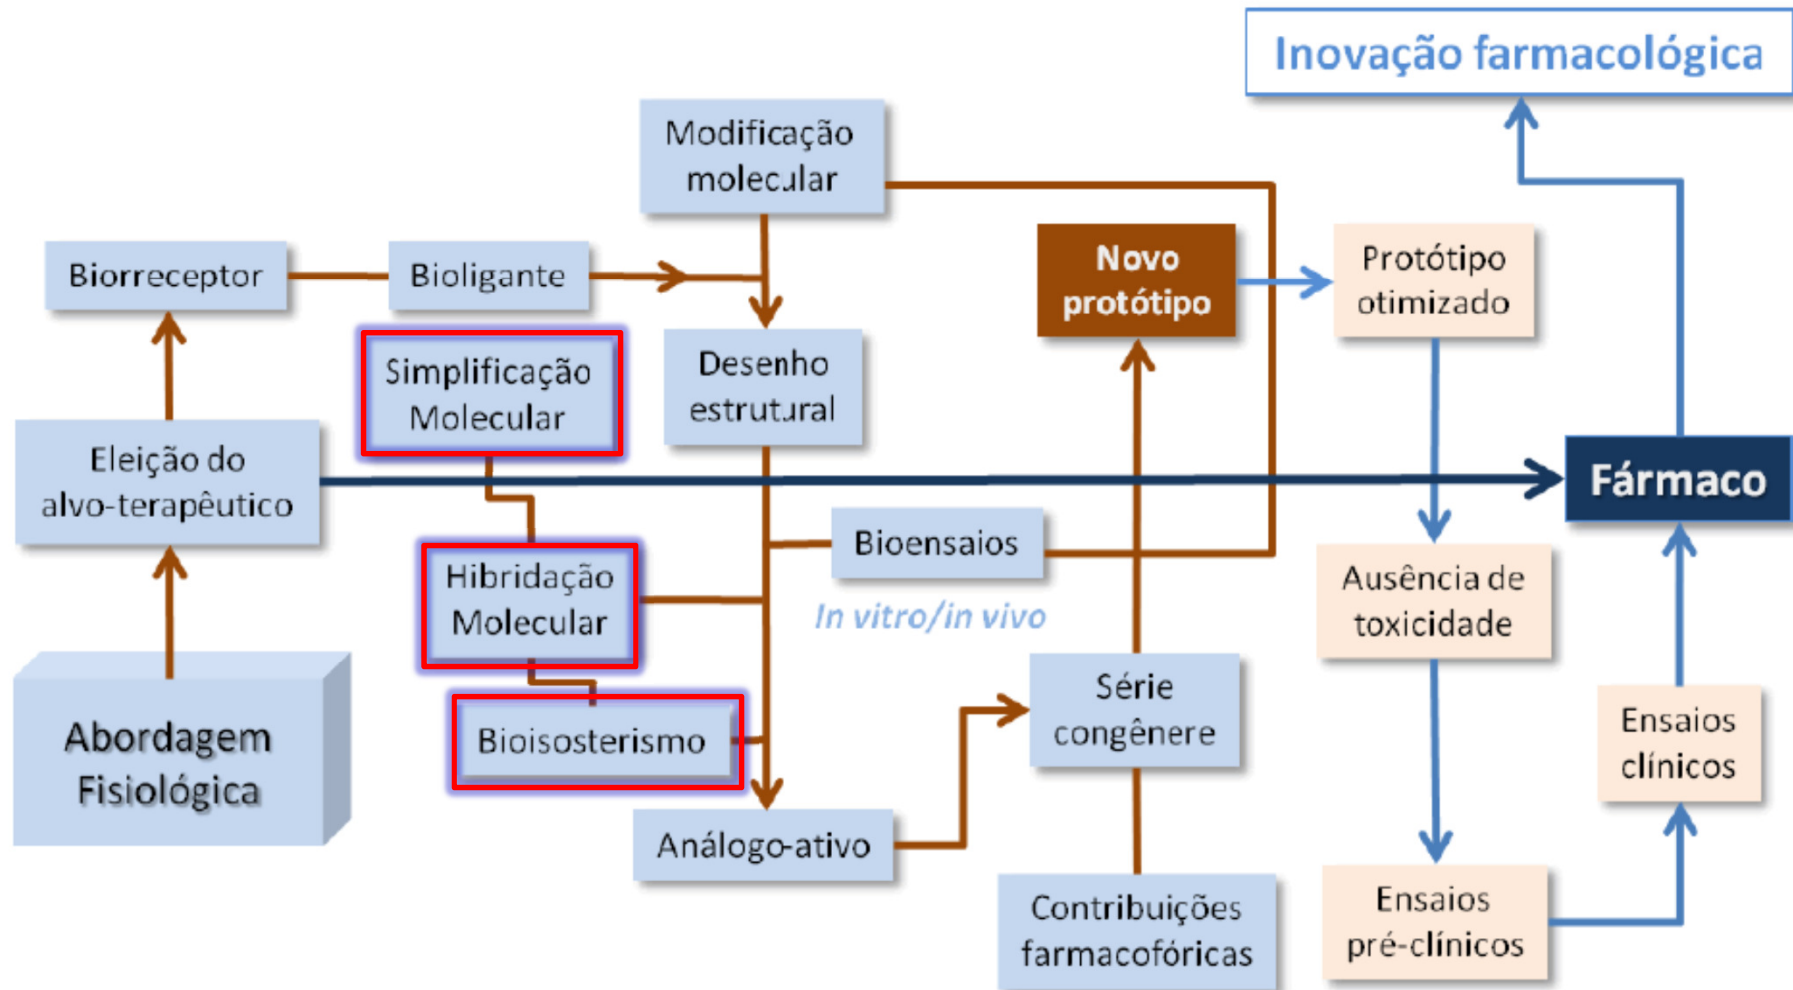 Inovação farmacológica
Modificação
molecular
Biorreceptor
Bioligante
Novo
protótipo
Protótipo
otimizado
Simplificação
Molecular
Desenho
estrutural
Eleição do
alvo-terapêutico
Fármaco
Bioensaios
In vitro/in vivo
Hibridação
Molecular
Ausência de
toxicidade
Abordagem
Fisiológica
Bioisosterismo
Série
congênere
Ensaios
clínicos
Análogo-ativo
Contribuições
farmacofóricas
Ensaios
pré-clínicos